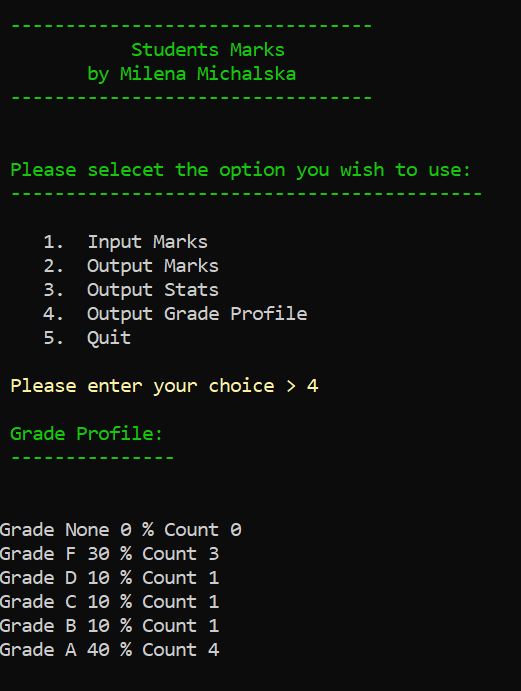 ---------------------------------
Students Marks
by Milena Michalska
---------------------------------
Please selecet the option you wish to use:
-------------------------------------------
1. Input Marks
2. Output Marks
3. Output Stats
4. Output Grade Profile
5. Quit
Please enter your choice > 4
Grade Profile:
---------------
Grade None 0 % Count 0
Grade F 30 % Count 3
Grade D 10 % Count 1
Grade C 10 % Count 1
Grade B 10 % Count 1
Grade A 40 % Count 4